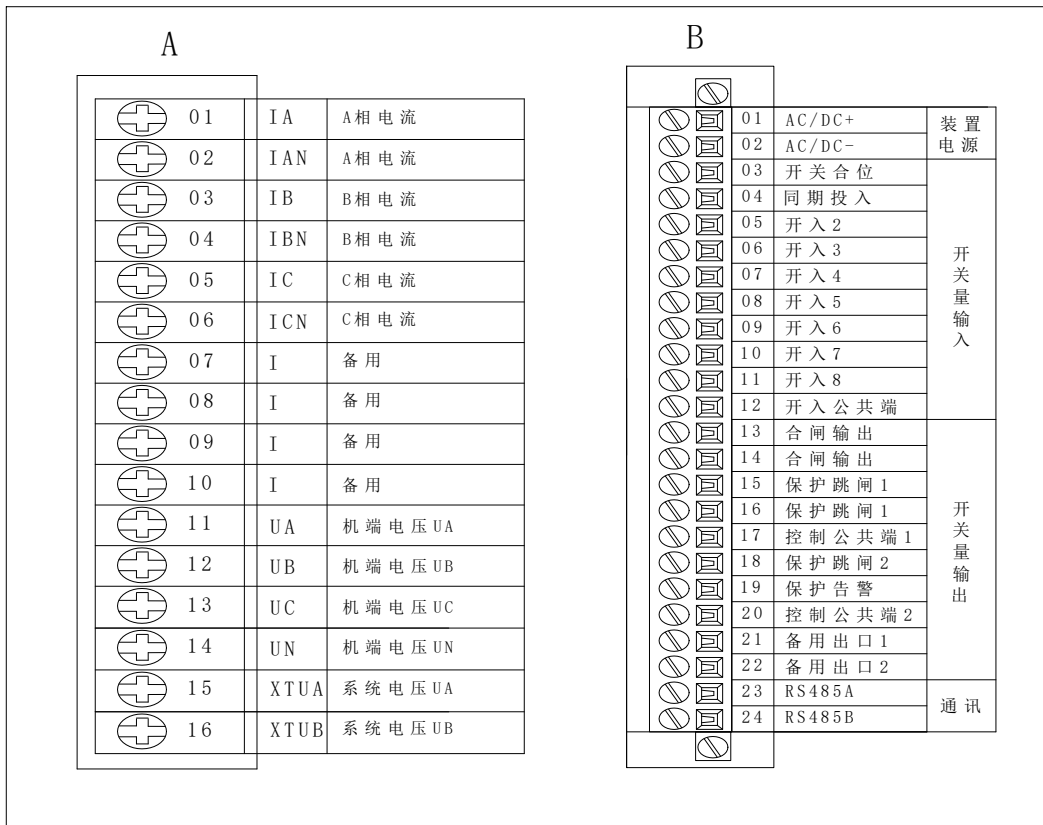 A
01 IA A相电流
02 IAN A相电流
03 IB B相电流
04 IBN B相电流
05 IC C相电流
06 ICN C相电流
07 I 备用
08 I 备用
09 I 备用
10 I 备用
11 UA 机端电压UA
12 UB 机端电压UB
13 UC 机端电压UC
14 UN 机端电压UN
15 XTUA 系统电压UA
16 XTUB 系统电压UB
B
01 AC/DC+
02 AC/DC-
装置
电源
03 开关合位
04 同期投入
05 开入2
06 开入3
07 开入4
08 开入5
09 开入6
10 开入7
11 开入8
12 开入公共端
开关量输入
13 合闸输出
14 合闸输出
15 保护跳闸1
16 保护跳闸1
17 控制公共端1
18 保护跳闸2
19 保护告警
20 控制公共端2
21 备用出口1
22 备用出口2
开关量输出
23 RS485A
24 RS485B
通讯